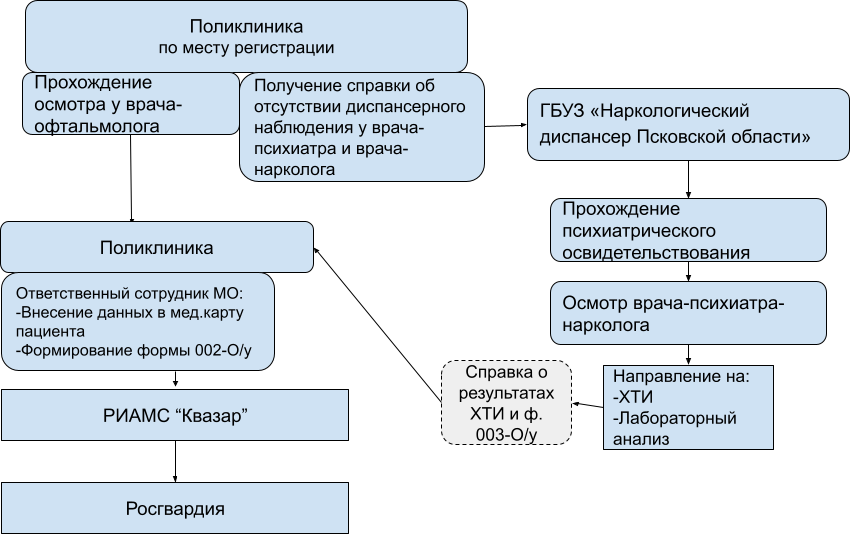 Поликлиника
по месту регистрации
Прохождение
осмотра у врача-
офтальмолога
Получение справки об
отсутствии диспансерного
наблюдения у врача-
психиатра и врача-
нарколога
ГБУЗ «Наркологический
диспансер Псковской области»
Прохождение
психиатрического
освидетельствования
Осмотр врача-психиатра-
нарколога
Направление на:
-ХТИ
-Лабораторный
анализ
Справка о
результатах
ХТИ и ф.
003-О/у
Поликлиника
Ответственный сотрудник МО:
-Внесение данных в мед.карту
пациента
-Формирование формы 002-О/у
РИАМС “Квазар”
Росгвардия